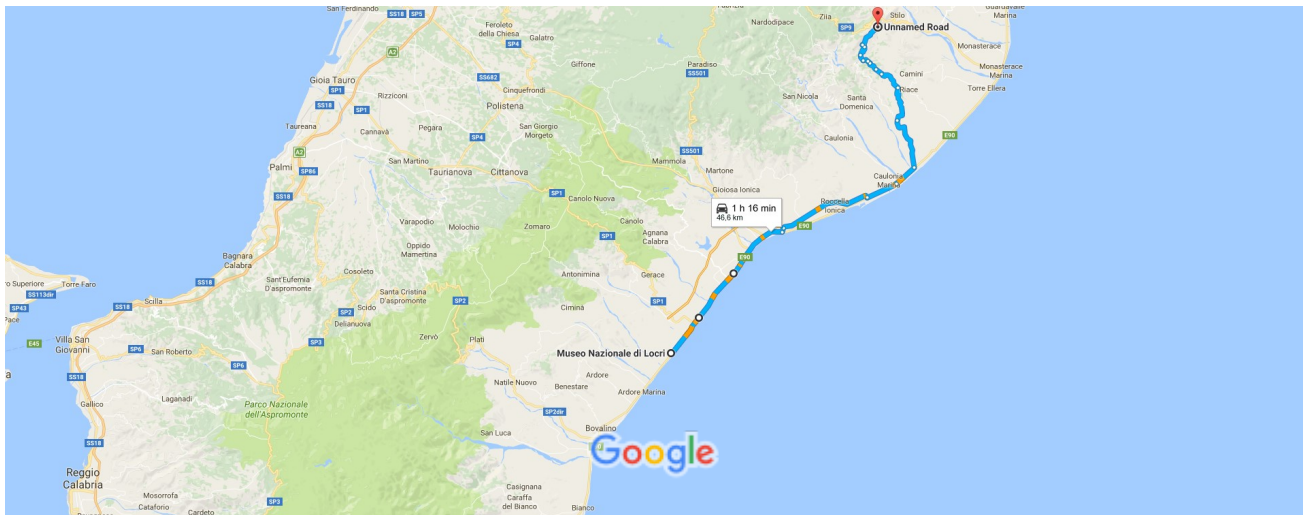 San Ferdinando
SS18
SP5
Feroleto
della Chiesa
Galatro
SP4
Nardodipace
Ziia
SP9
Stilo
Unnamed Road
Marina
Monasterace
Monasterace
Marina
Torre Ellera
A2
Gioia Tauro
SP1
SS18
Rizziconi
SP1
SS682
Cinquefrondi
Polistena
Giffone
Paradiso
SS501
San Nicola
Santa
Domenica
Camini
Riace
Taureana
Cannavà
Pegara
SP4
San Giorgio
Morgeto
SS501
Caulonia
E90
A2
Palmi
SP86
San Martino
Taurianova
Cittanova
Mammola
Martone
Caulonia
Marina
SS18
SP1
Canolo Nuova
Gioiosa Ionica
Roccella
Ionica
1 h 16 min
46,6 km
Varapodio
Molochio
Zomaro
Canolo
SP1
Agnana
Calabra
E90
E90
Oppido
Mamertina
Bagnara
Calabra
Cosoleto
Antonimina
Gerace
SS18
Sant'Eufemia
D'aspromonte
Santa Cristina
D'aspromonte
SP2
SP1
Cimina
o Superiore
Torre Faro
SS113dir
SP43
Pace
Scilla
SS18
SP2
Scido
Delianuova
SP3
Zervò
Platì
E45
Villa San
Giovanni
SP6
San Roberto
SP6
Museo Nazionale di Locri
SS18
Laganadi
Gallico
Natile Nuovo
Ardore
Benestare
Ardore Marina
Parco Nazionale
dell'Aspromonte
SP2dir
Bovalino
San Luca
SS18
Google
Reggio
Calabria
Mosorrofa
Cataforio
Cardeto
SP3
Casignana
Caraffa
del Bianco
Bianco